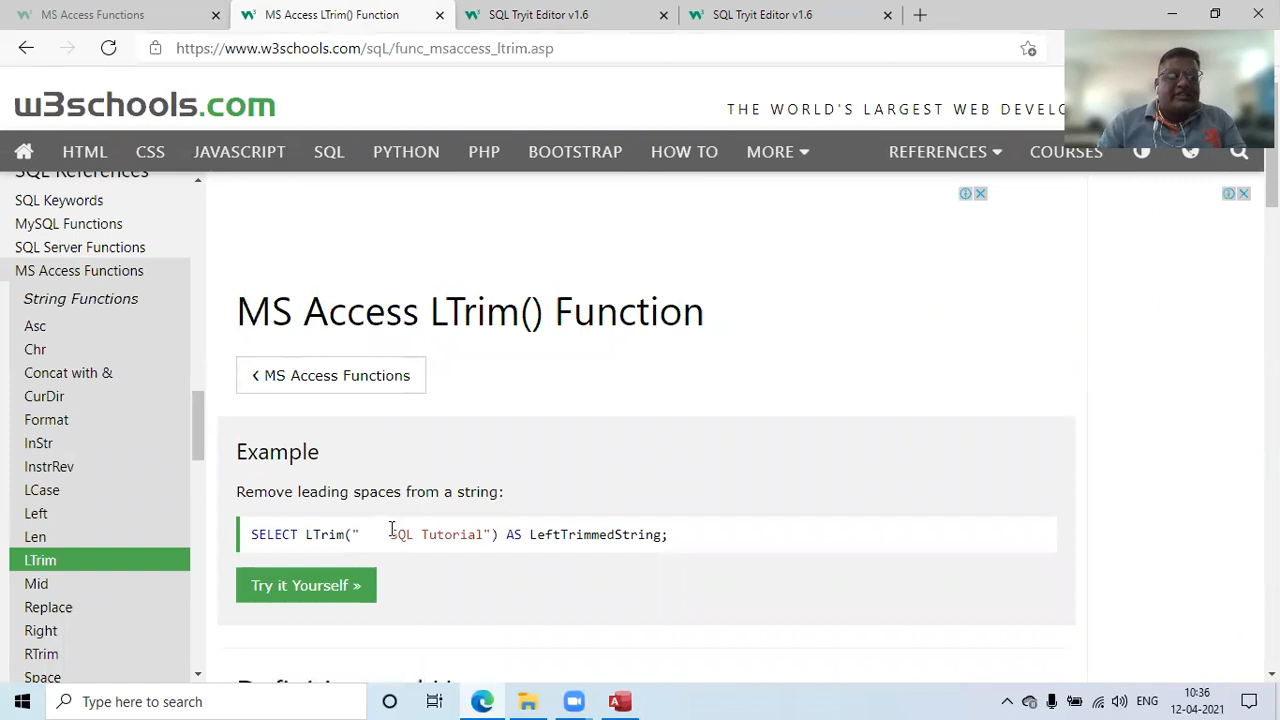 MS Access Functions
MS Access LTrim() Function
SQL Tryit Editor v1.6
SQL Tryit Editor v1.6
https://www.w3schools.com/sqL/func_msaccess_ltrim.asp
w3schools.com
THE WORLD'S LARGEST WEB DEVELO
HTML
CSS
JAVASCRIPT
SQL
PYTHON
PHP
BOOTSTRAP
HOW TO
MORE
REFERENCES
COURSES
SQL References
SQL Keywords
MySQL Functions
SQL Server Functions
MS Access Functions
String Functions
Asc
Chr
Concat with &
CurDir
Format
InStr
InstrRev
LCase
Left
Len
LTrim
Mid
Replace
Right
RTrim
Space
MS Access LTrim() Function
‹ MS Access Functions
Example
Remove leading spaces from a string:
SELECT LTrim("    SQL Tutorial") AS LeftTrimmedString;
Try it Yourself »
Type here to search
ENG
10:36
12-04-2021